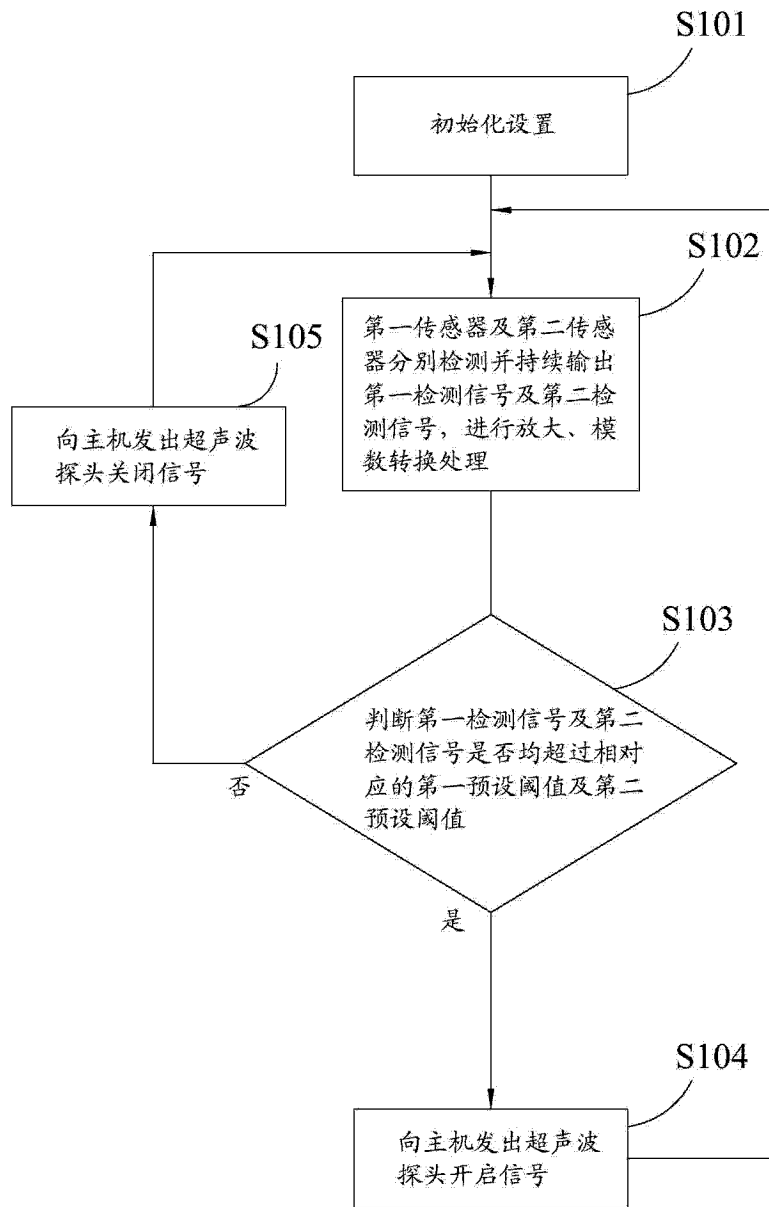 S101
初始化设置
S102
第一传感器及第二传感
器分别检测并持续输出
第一检测信号及第二检
测信号，进行放大、模
数转换处理
S105
向主机发出超声波
探头关闭信号
S103
判断第一检测信号及第二
检测信号是否均超过相对
应的第一预设阈值及第二
预设阈值
否
是
S104
向主机发出超声波
探头开启信号